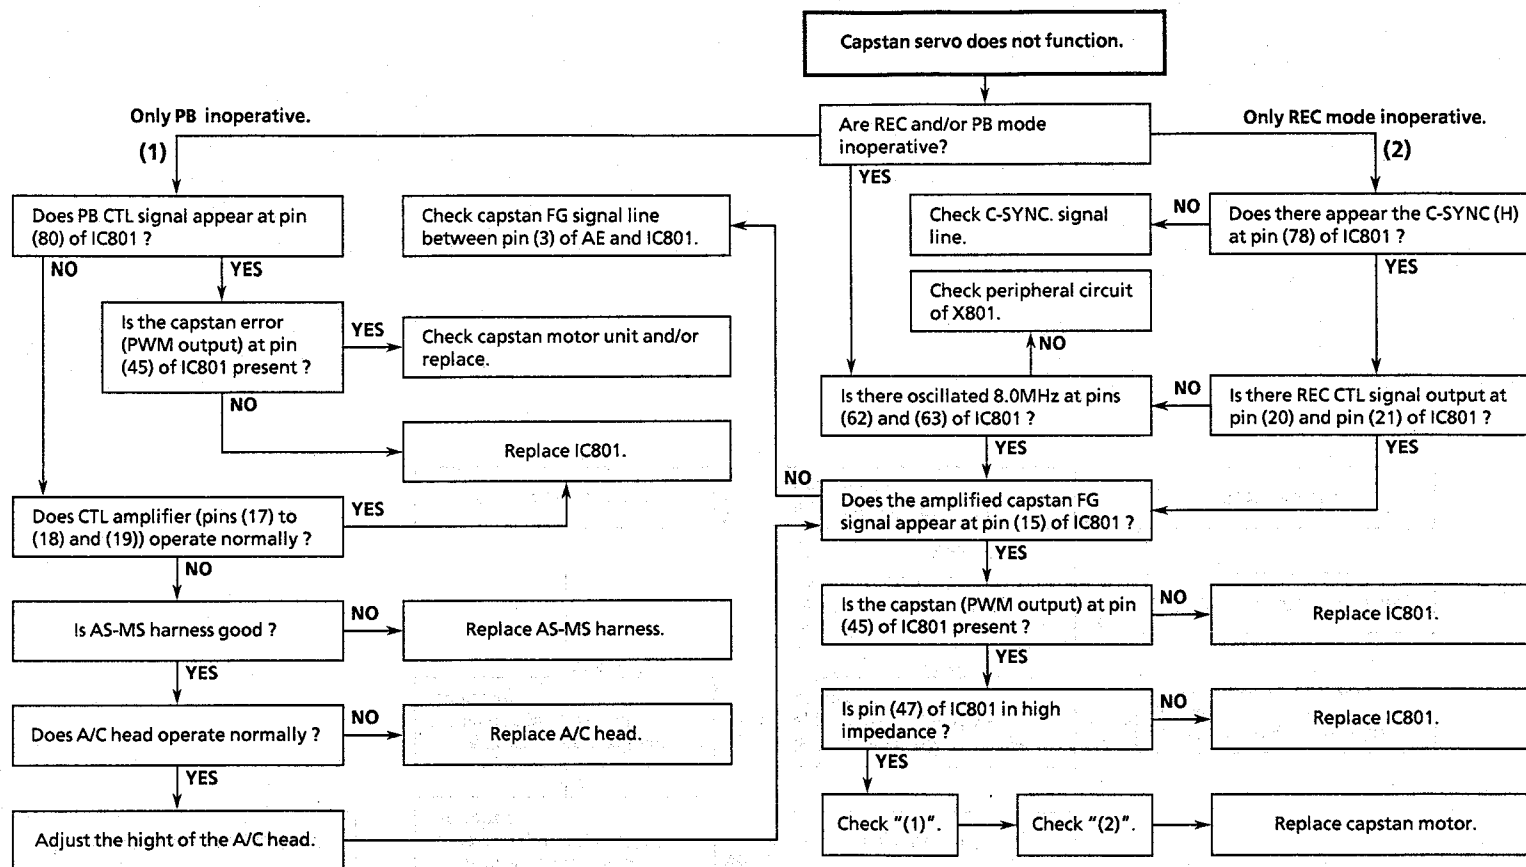 Capstan servo does not function.
Only PB inoperative.
(1)
Are REC and/or PB mode
inoperative?
Only REC mode inoperative.
(2)
YES
Does PB CTL signal appear at pin
(80) of IC801 ?
NO
YES
Check capstan FG signal line
between pin (3) of AE and IC801.
Check C-SYNC. signal
line.
NO
Does there appear the C-SYNC (H)
at pin (78) of IC801 ?
YES
Is the capstan error
(PWM output) at pin
(45) of IC801 present ?
YES
NO
Check capstan motor unit and/or
replace.
Check peripheral circuit
of X801.
NO
Is there oscillated 8.0MHz at pins
(62) and (63) of IC801 ?
YES
NO
Is there REC CTL signal output at
pin (20) and pin (21) of IC801 ?
YES
Replace IC801.
Does CTL amplifier (pins (17) to
(18) and (19)) operate normally ?
YES
NO
NO
Does the amplified capstan FG
signal appear at pin (15) of IC801 ?
YES
Is AS-MS harness good ?
NO
YES
Replace AS-MS harness.
Is the capstan (PWM output) at pin
(45) of IC801 present ?
NO
YES
Replace IC801.
Does A/C head operate normally ?
NO
YES
Replace A/C head.
Is pin (47) of IC801 in high
impedance ?
NO
YES
Replace IC801.
Adjust the hight of the A/C head.
Check "(1)".
Check "(2)".
Replace capstan motor.